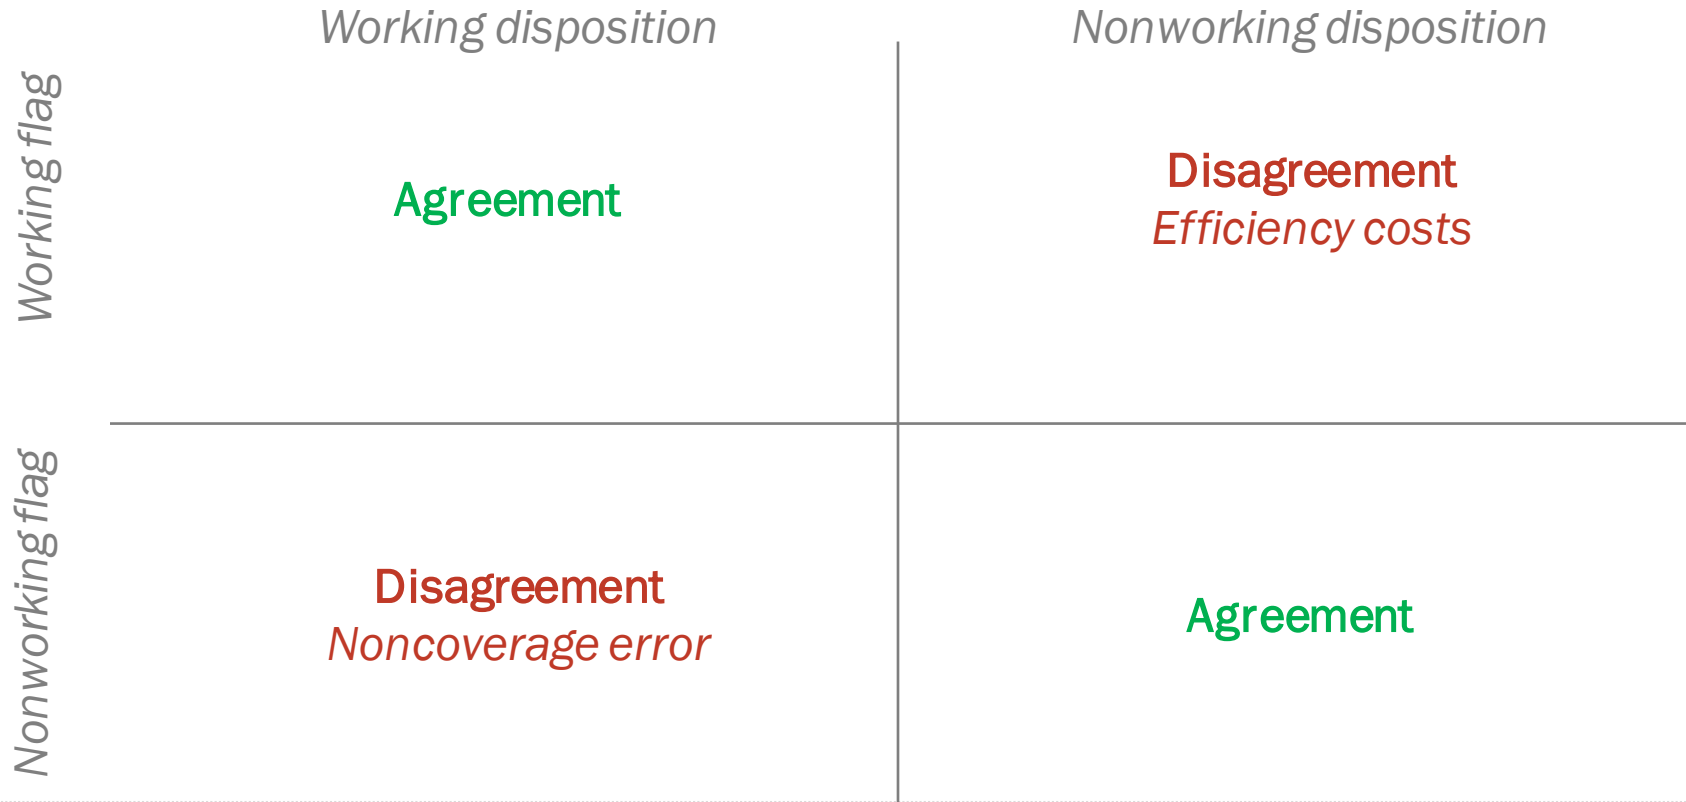 Working disposition
Nonworking disposition
Working flag
Agreement
Disagreement
Efficiency costs
Nonworking flag
Disagreement
Noncoverage error
Agreement